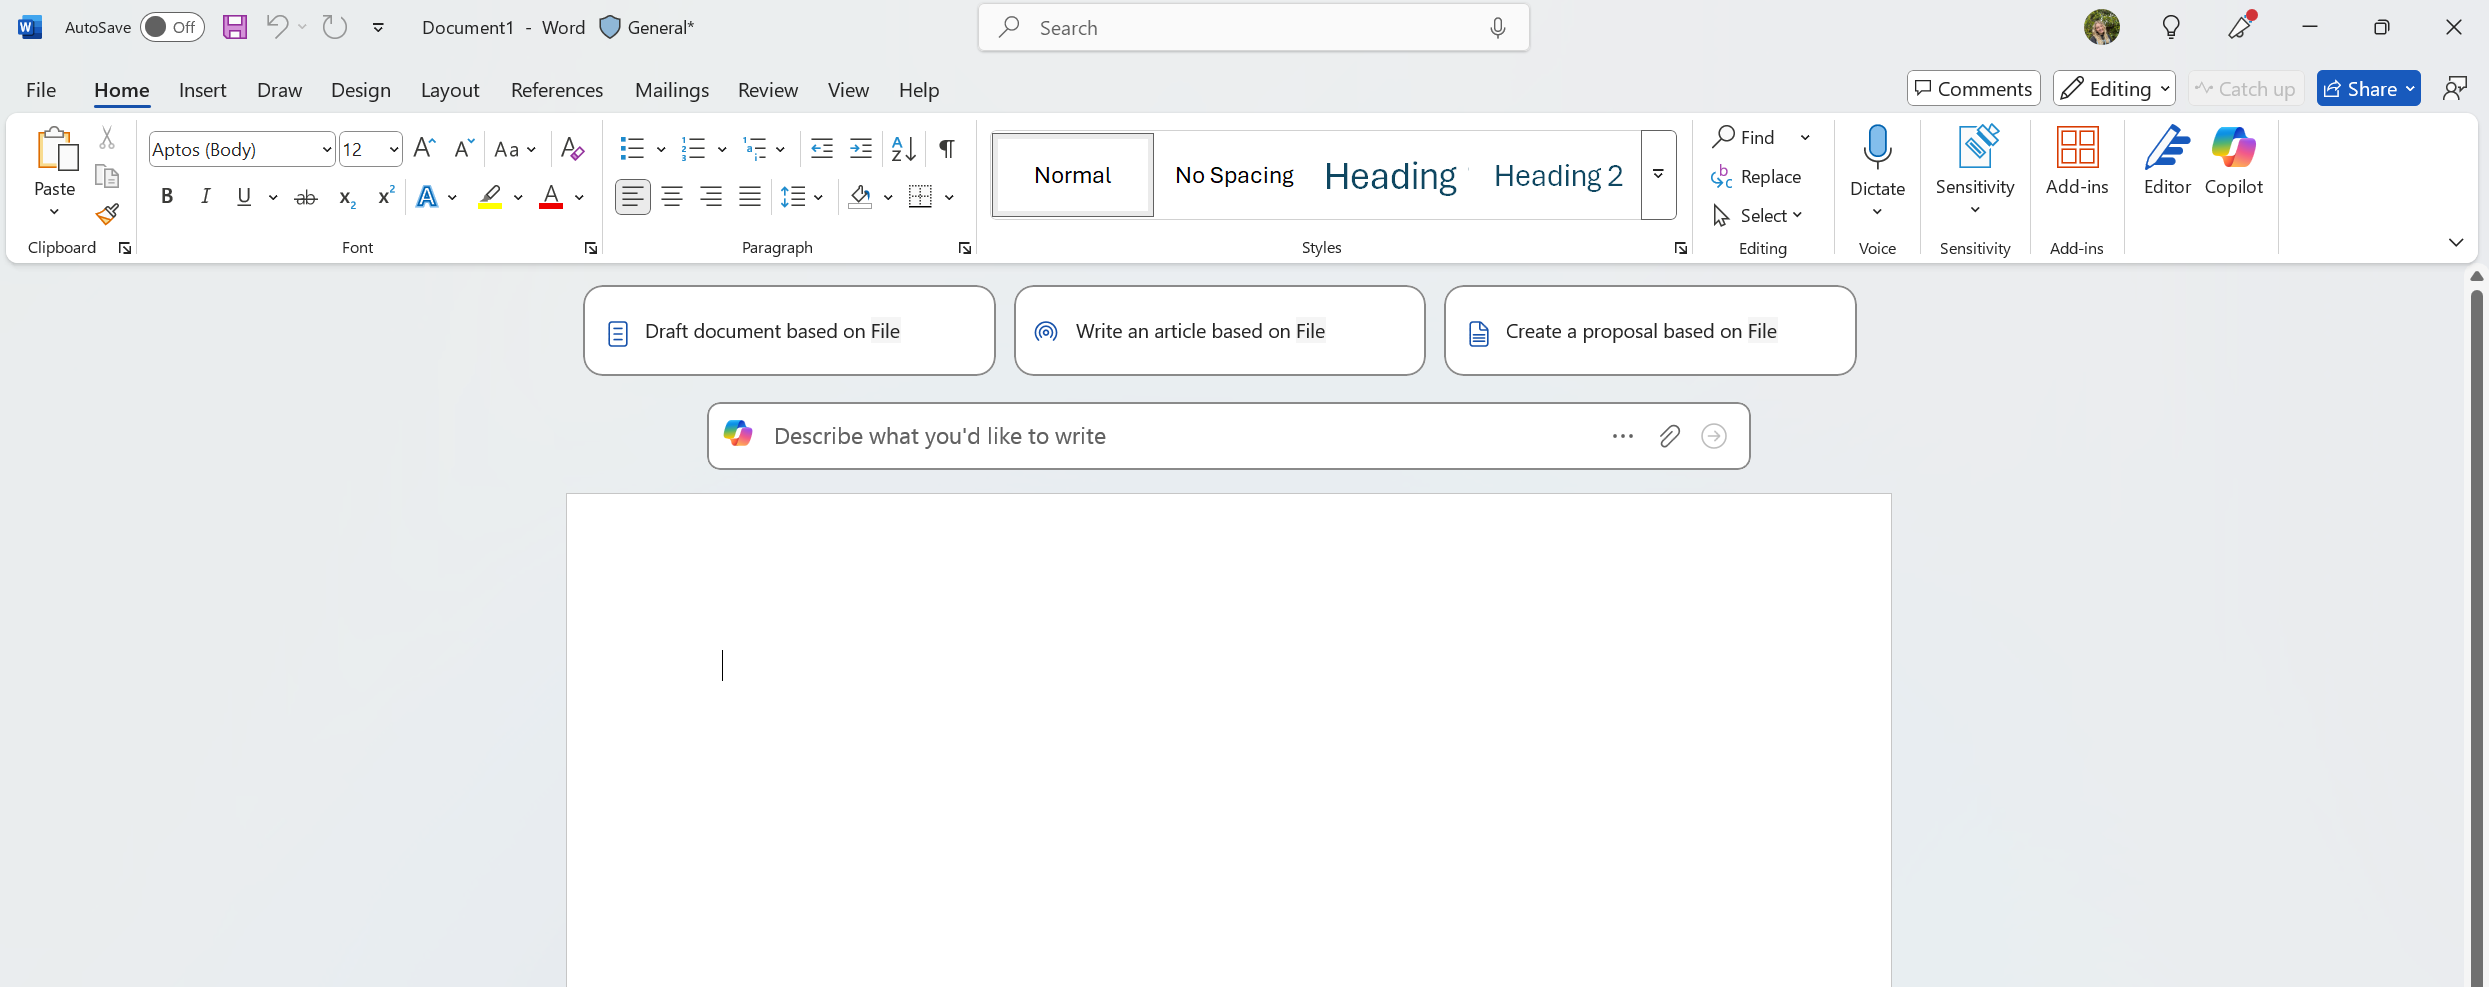 AutoSave Off Document1 - Word General* Search
File Home Insert Draw Design Layout References Mailings Review View Help Comments Editing Catch up Share
Paste
Clipboard
Aptos (Body) 12 Aa
B I U ab x2 x2 A A
Font
Paragraph
Normal No Spacing Heading Heading 2
Styles
Find
Replace
Select
Editing
Dictate
Voice
Sensitivity
Sensitivity
Add-ins
Add-ins
Editor Copilot
Draft document based on File Write an article based on File Create a proposal based on File
Describe what you'd like to write